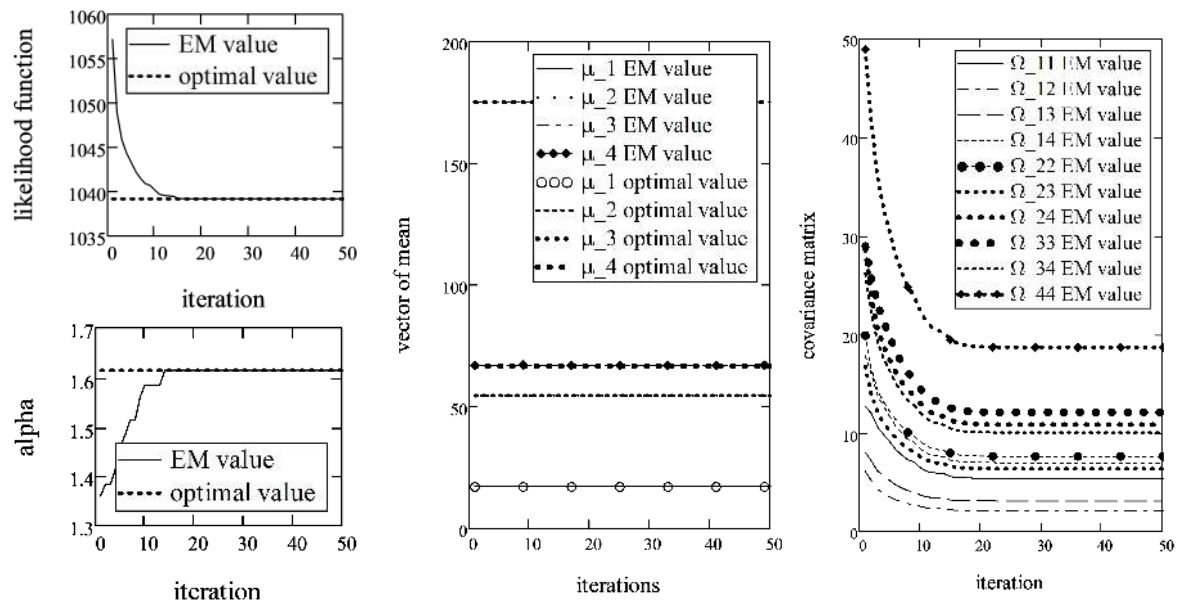 likelihood function
1060
1055
1050
1045
1040
1035
EM value
optimal value
0 10 20 30 40 50
iteration
alpha
1.7
1.6
1.5
1.4
1.3
EM value
optimal value
0 10 20 30 40 50
iteration
vector of mean
200
150
100
50
0
μ_1 EM value
μ_2 EM value
μ_3 EM value
μ_4 EM value
μ_1 optimal value
μ_2 optimal value
μ_3 optimal value
μ_4 optimal value
0 10 20 30 40 50
iterations
covariance matrix
50
40
30
20
10
0
Ω_11 EM value
Ω_12 EM value
Ω_13 EM value
Ω_14 EM value
Ω_22 EM value
Ω_23 EM value
Ω_24 EM value
Ω_33 EM value
Ω_34 EM value
Ω_44 EM value
0 10 20 30 40 50
iteration